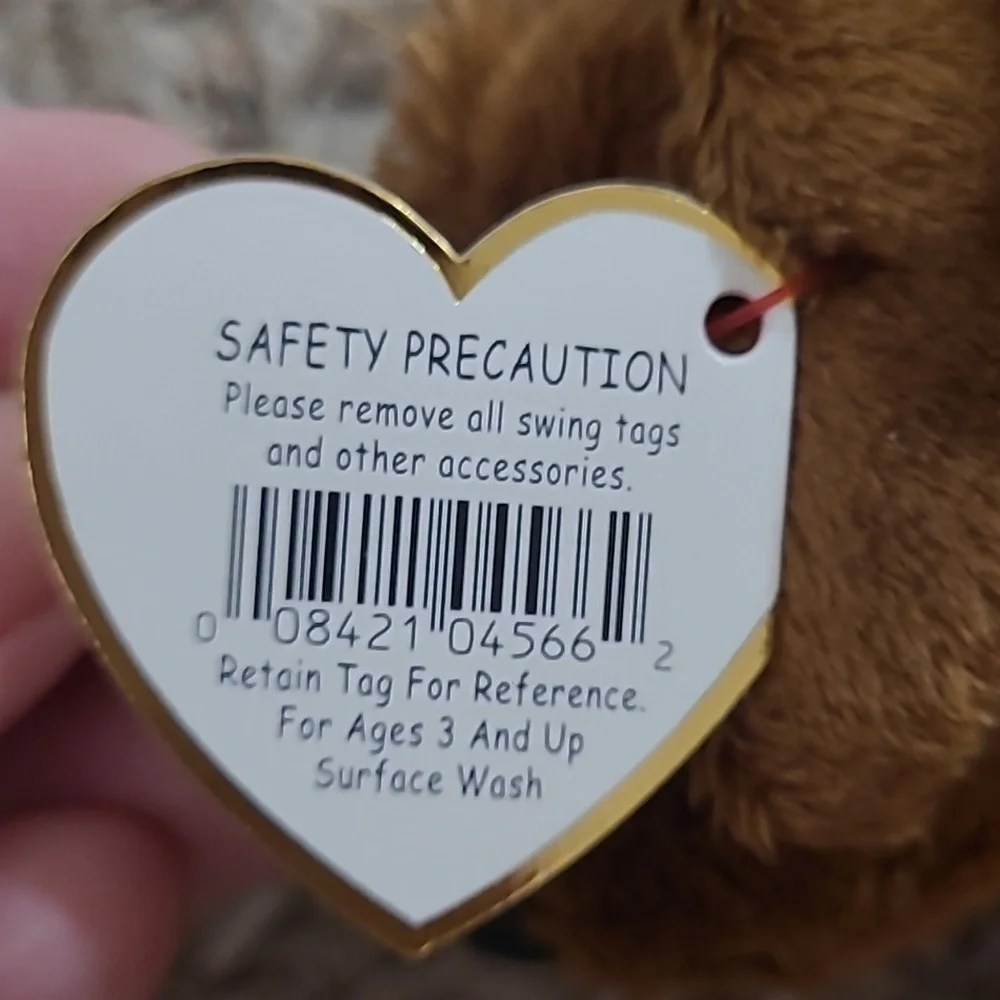 SAFETY PRECAUTION
Please remove all swing tags
and other accessories.
0 08421 04566 2
Retain Tag For Reference.
For Ages 3 And Up
Surface Wash